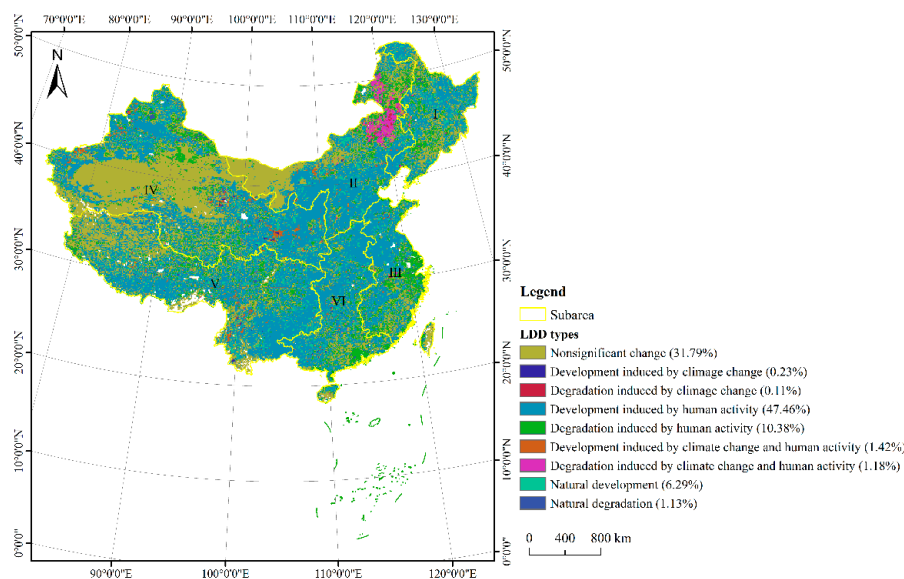 70°0'0"E 80°0'0"E 90°0'0"E 100°0'0"E 110°0'0"E 120°0'0"E 130°0'0"E
50°0'0"N
50°0'0"N
N
I
40°0'0"N
40°0'0"N
II
IV
30°0'0"N
30°0'0"N
III
V
VI
20°0'0"N
20°0'0"N
10°0'0"N
10°0'0"N
0°0'0"
0°0'0"
90°0'0"E 100°0'0"E 110°0'0"E 120°0'0"E
Legend
Subarea
LDD types
Nonsignificant change (31.79%)
Development induced by climage change (0.23%)
Degradation induced by climage change (0.11%)
Development induced by human activity (47.46%)
Degradation induced by human activity (10.38%)
Development induced by climate change and human activity (1.42%)
Degradation induced by climate change and human activity (1.18%)
Natural development (6.29%)
Natural degradation (1.13%)
0 400 800 km